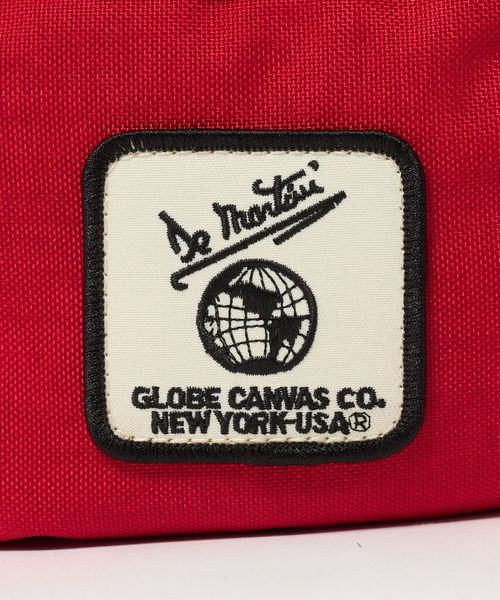 De Martini
GLOBE CANVAS CO.
NEW YORK-USA®